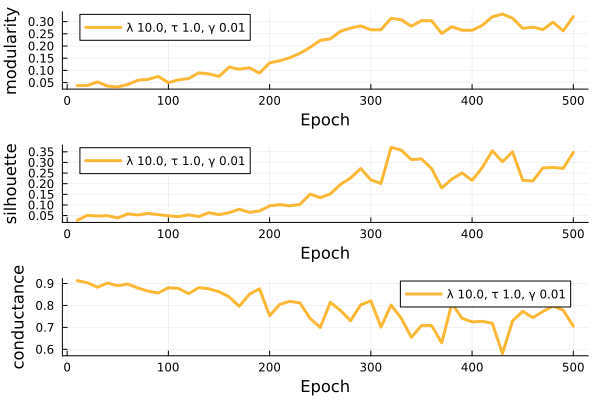 modularity
0.30
0.25
0.20
0.15
0.10
0.05
λ 10.0, τ 1.0, γ 0.01
0 100 200 300 400 500
Epoch
silhouette
0.35
0.30
0.25
0.20
0.15
0.10
0.05
λ 10.0, τ 1.0, γ 0.01
0 100 200 300 400 500
Epoch
conductance
0.9
0.8
0.7
0.6
λ 10.0, τ 1.0, γ 0.01
0 100 200 300 400 500
Epoch